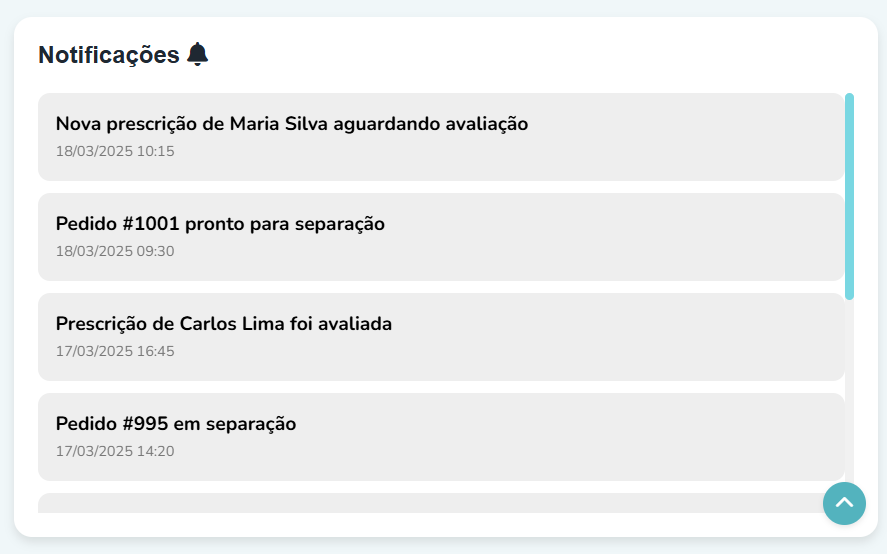 Notificações
Nova prescrição de Maria Silva aguardando avaliação
18/03/2025 10:15
Pedido #1001 pronto para separação
18/03/2025 09:30
Prescrição de Carlos Lima foi avaliada
17/03/2025 16:45
Pedido #995 em separação
17/03/2025 14:20